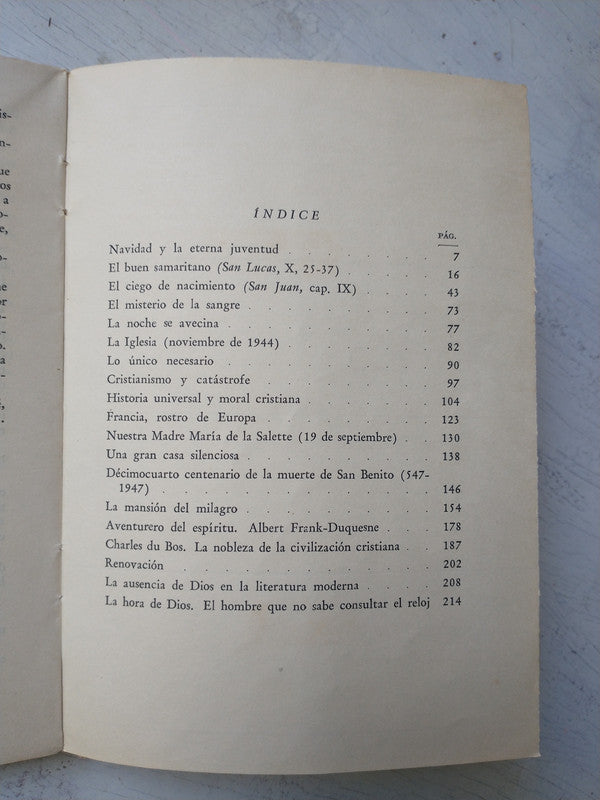 is-
n-
ue
os
a
o-
e,
o-
ne
or
o-
n-
o.
a
e-
,
.
ÍNDICE
PÁG.
Navidad y la eterna juventud . . . . . . . 7
El buen samaritano (San Lucas, X, 25-37) . . . . 16
El ciego de nacimiento (San Juan, cap. IX) . . . . 43
El misterio de la sangre . . . . . . . . 73
La noche se avecina . . . . . . . . . 77
La Iglesia (noviembre de 1944) . . . . . . . 82
Lo único necesario . . . . . . . . . 90
Cristianismo y catástrofe . . . . . . . . 97
Historia universal y moral cristiana . . . . . . 104
Francia, rostro de Europa . . . . . . . . 123
Nuestra Madre María de la Salette (19 de septiembre) . . 130
Una gran casa silenciosa . . . . . . . . 138
Décimocuarto centenario de la muerte de San Benito (547-
1947) . . . . . . . . . . . 146
La mansión del milagro . . . . . . . . 154
Aventurero del espíritu. Albert Frank-Duquesne . . . 178
Charles du Bos. La nobleza de la civilización cristiana . . 187
Renovación . . . . . . . . . . 202
La ausencia de Dios en la literatura moderna . . . . 208
La hora de Dios. El hombre que no sabe consultar el reloj 214